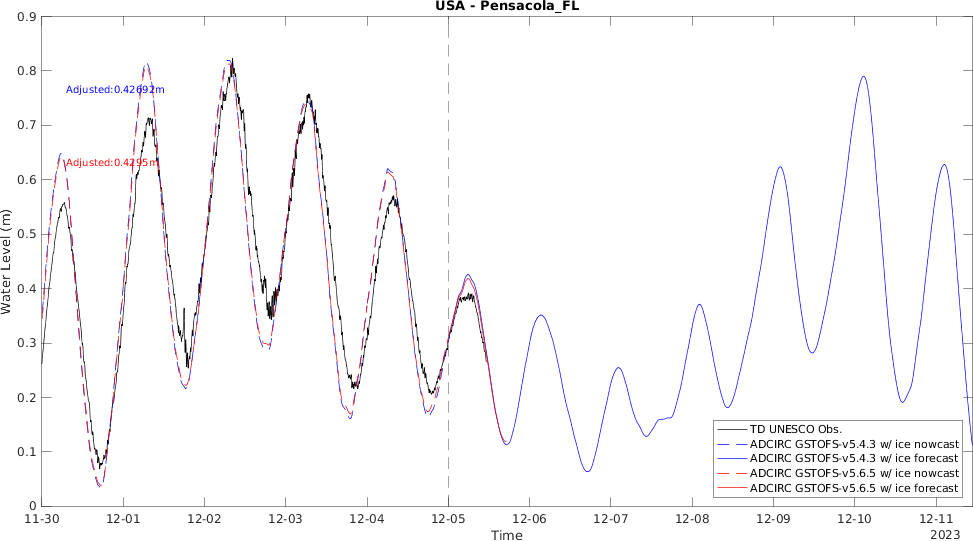 USA - Pensacola_FL
0.9
0.8
Adjusted:0.42692m
0.7
Adjusted:0.4295m
0.6
0.5
Water Level (m)
0.4
0.3
0.2
0.1
0
TD UNESCO Obs.
ADCIRC GSTOFS-v5.4.3 w/ ice nowcast
ADCIRC GSTOFS-v5.4.3 w/ ice forecast
ADCIRC GSTOFS-v5.6.5 w/ ice nowcast
ADCIRC GSTOFS-v5.6.5 w/ ice forecast
11-30 12-01 12-02 12-03 12-04 12-05 12-06 12-07 12-08 12-09 12-10 12-11
Time 2023